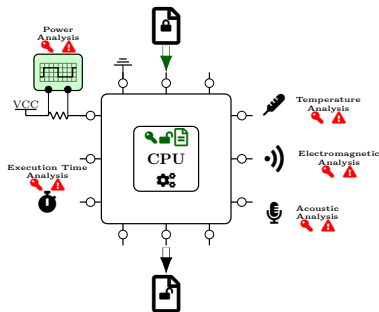 Power
Analysis
VCC
Temperature
Analysis
CPU
Electromagnetic
Analysis
Execution Time
Analysis
Acoustic
Analysis